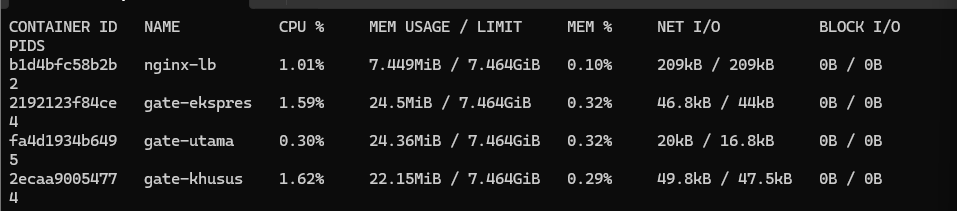 CONTAINER ID   NAME           CPU %     MEM USAGE / LIMIT     MEM %     NET I/O           BLOCK I/O
PIDS
b1d4bfc58b2b   nginx-lb       1.01%     7.449MiB / 7.464GiB   0.10%     209kB / 209kB     0B / 0B
2
2192123f84ce   gate-ekspres   1.59%     24.5MiB / 7.464GiB    0.32%     46.8kB / 44kB     0B / 0B
4
fa4d1934b649   gate-utama     0.30%     24.36MiB / 7.464GiB   0.32%     20kB / 16.8kB     0B / 0B
5
2ecaa9005477   gate-khusus    1.62%     22.15MiB / 7.464GiB   0.29%     49.8kB / 47.5kB   0B / 0B
4